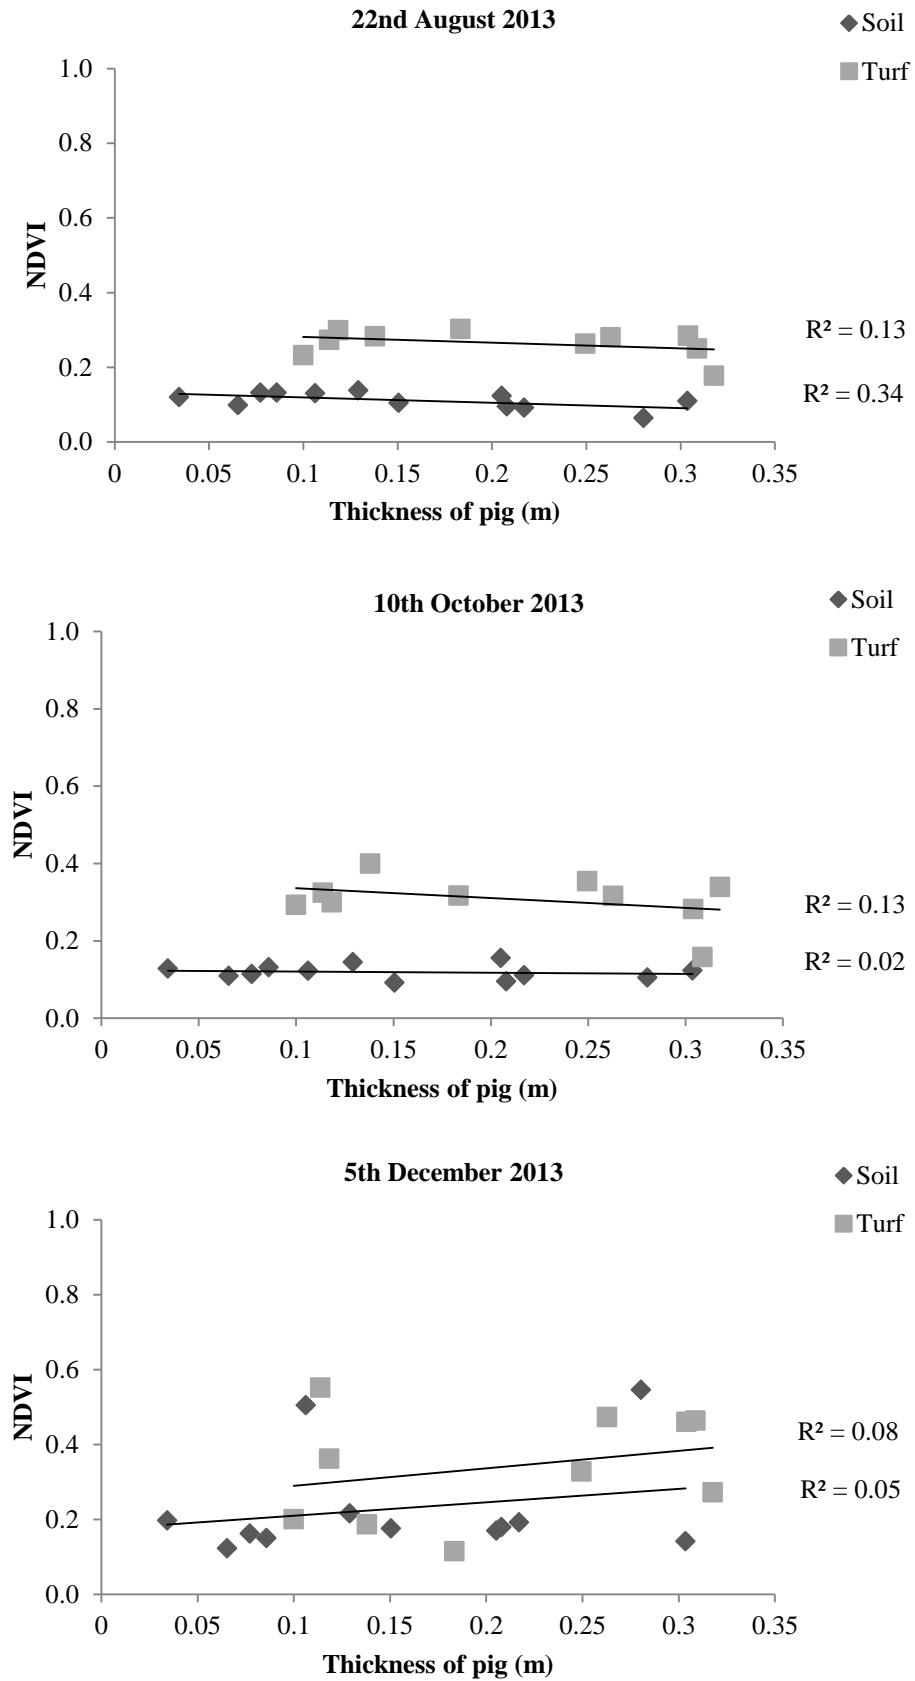 22nd August 2013
Soil
Turf
1.0
0.8
0.6
0.4
0.2
0.0
NDVI
R² = 0.13
R² = 0.34
0 0.05 0.1 0.15 0.2 0.25 0.3 0.35
Thickness of pig (m)
10th October 2013
Soil
Turf
1.0
0.8
0.6
0.4
0.2
0.0
NDVI
R² = 0.13
R² = 0.02
0 0.05 0.1 0.15 0.2 0.25 0.3 0.35
Thickness of pig (m)
5th December 2013
Soil
Turf
1.0
0.8
0.6
0.4
0.2
0.0
NDVI
R² = 0.08
R² = 0.05
0 0.05 0.1 0.15 0.2 0.25 0.3 0.35
Thickness of pig (m)